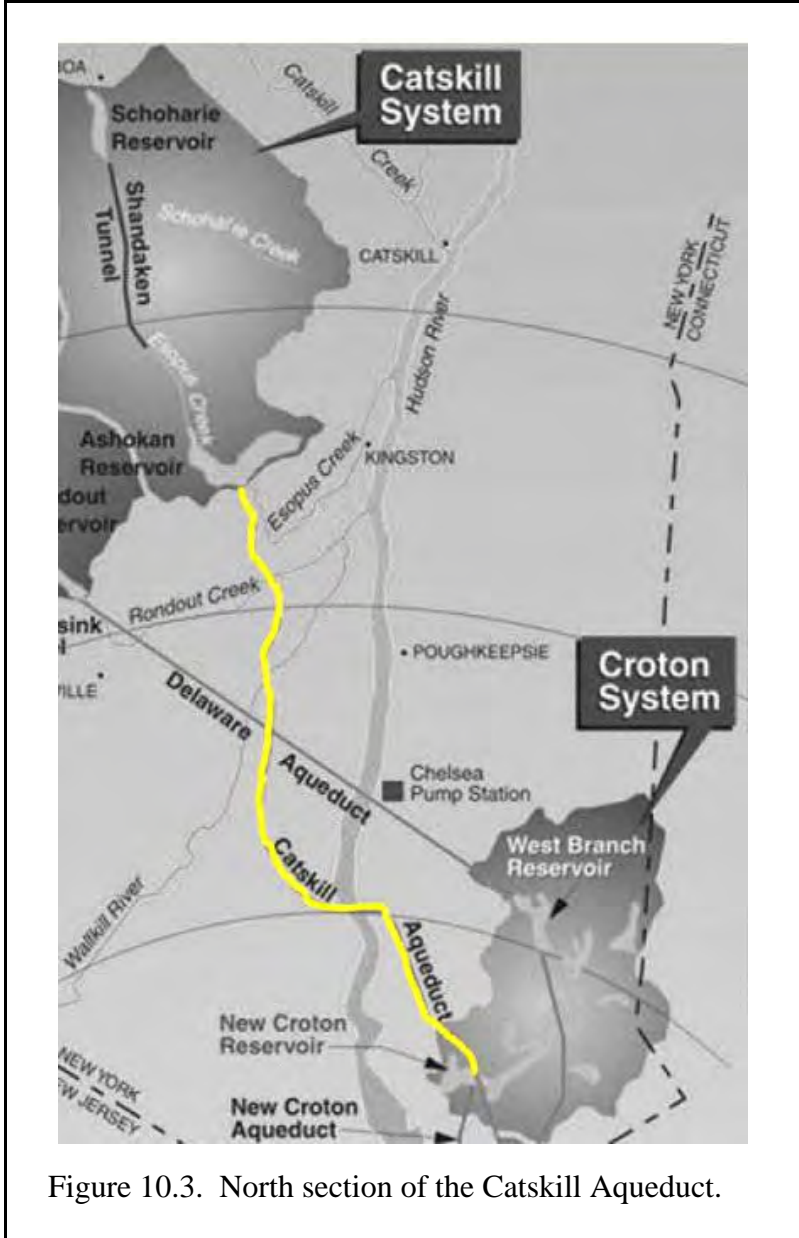 Catskill
System
Catskill
Creek
Schoharie
Reservoir
Shandaken
Tunnel
Schoharie Creek
CATSKILL
NEW YORK
CONNECTICUT
Hudson River
Esopus Creek
Ashokan
Reservoir
Esopus Creek
KINGSTON
Rondout Creek
POUGHKEEPSIE
Croton
System
Delaware
Aqueduct
Chelsea
Pump Station
West Branch
Reservoir
Catskill
Aqueduct
Wallkill River
New Croton
Reservoir
NEW YORK
EW JERSEY
New Croton
Aqueduct
Figure 10.3. North section of the Catskill Aqueduct.